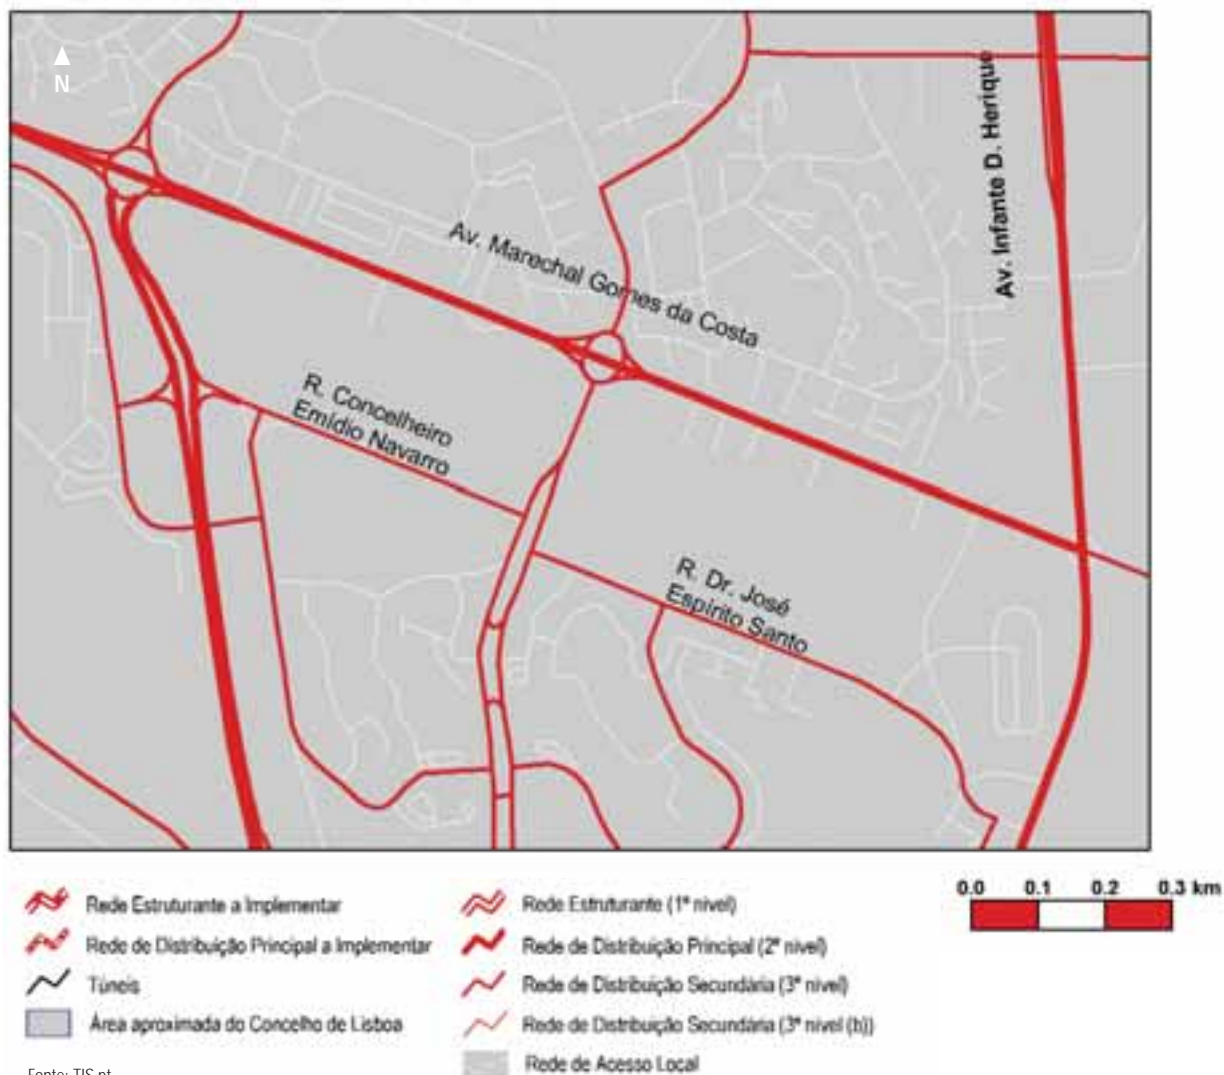 N
Av. Infante D. Herique
Av. Marechal Gomes da Costa
R. Concelheiro
Emídio Navarro
R. Dr. José
Espírito Santo
0.0 0.1 0.2 0.3 km
Rede Estruturante a Implementar
Rede de Distribuição Principal a Implementar
Túneis
Área aproximada do Concelho de Lisboa
Rede Estruturante (1º nível)
Rede de Distribuição Principal (2º nível)
Rede de Distribuição Secundária (3º nível)
Rede de Distribuição Secundária (3º nível (b))
Rede de Acesso Local
Fonte: TIS.pt